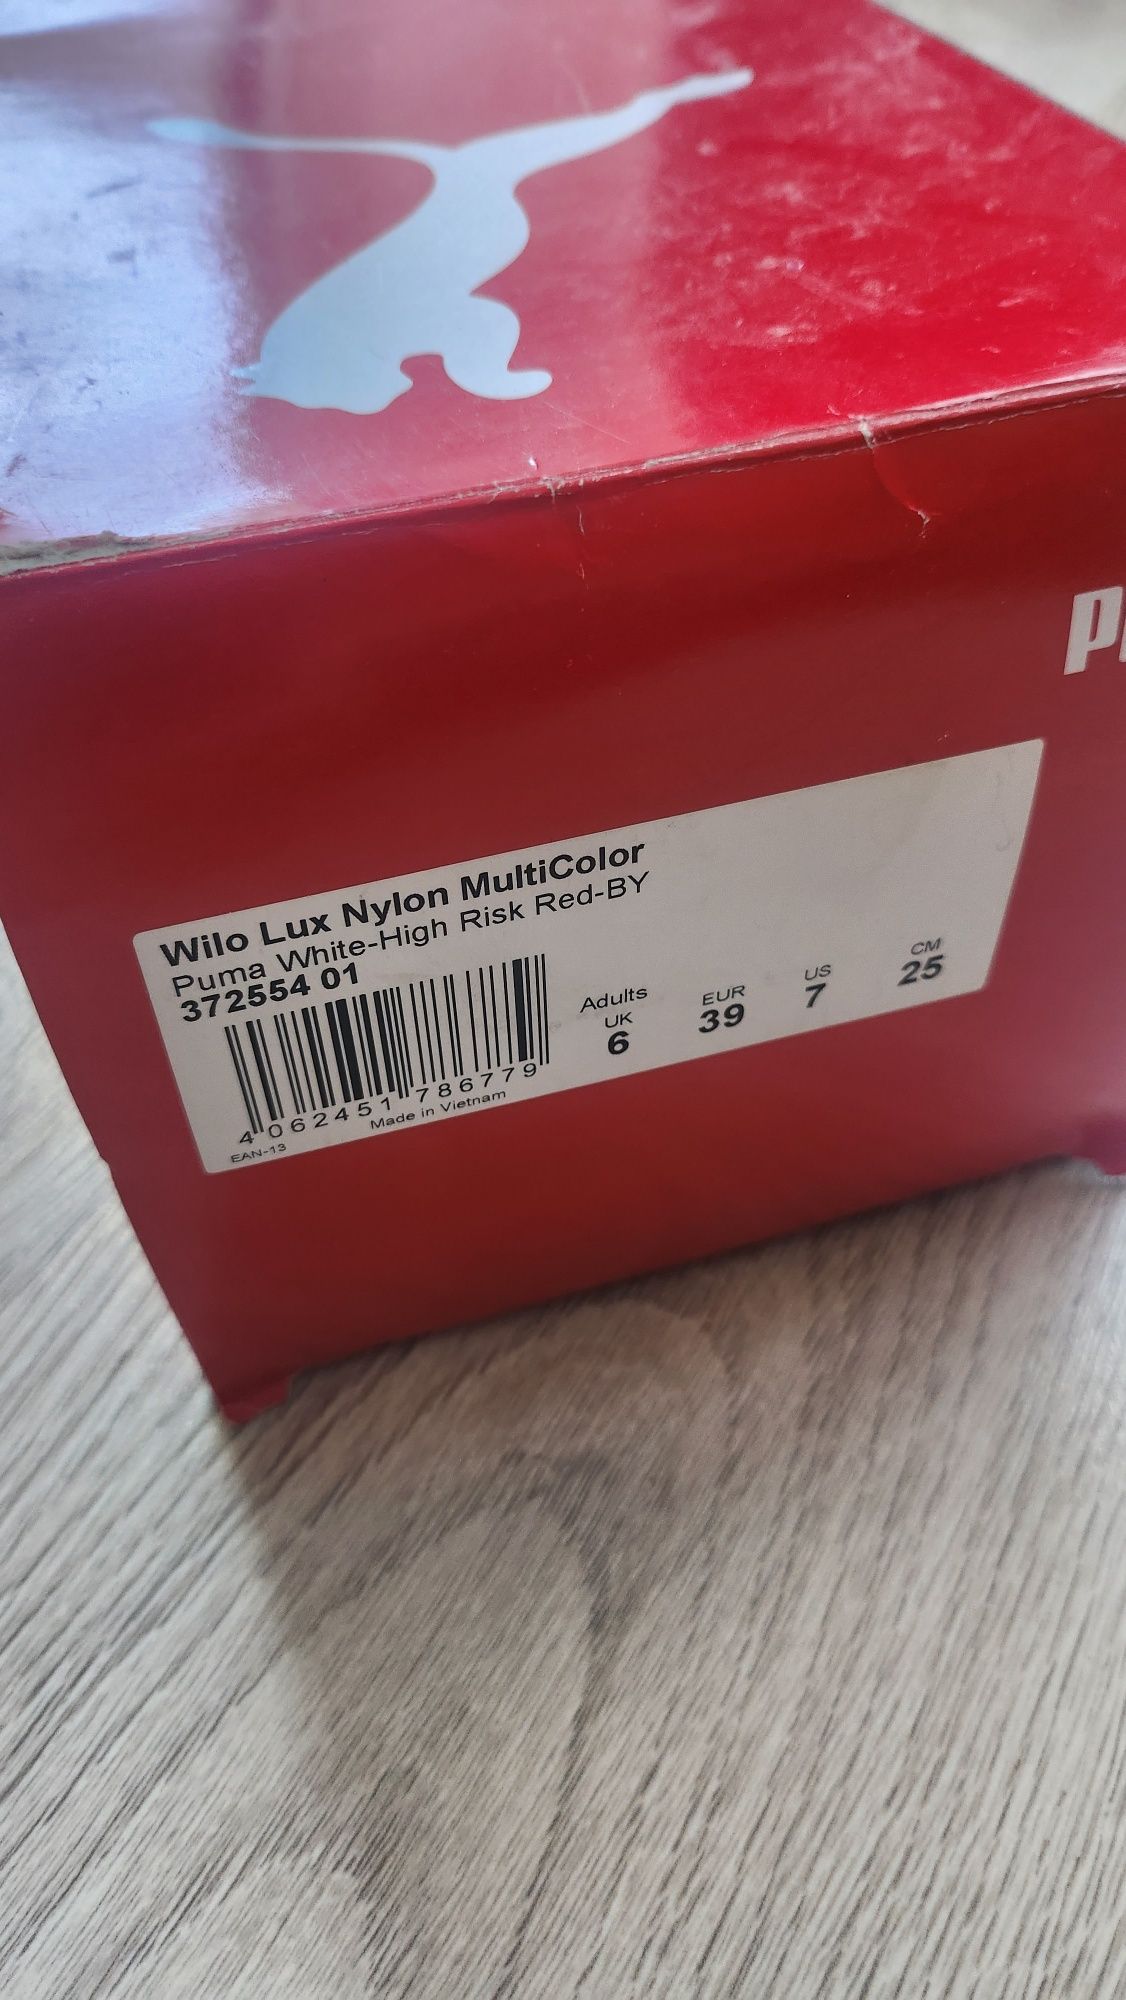 Wilo Lux Nylon MultiColor
Puma White-High Risk Red-BY
372554 01
Adults
UK
6
EUR
39
US
7
CM
25
4 062451 786779
EAN-13
Made in Vietnam